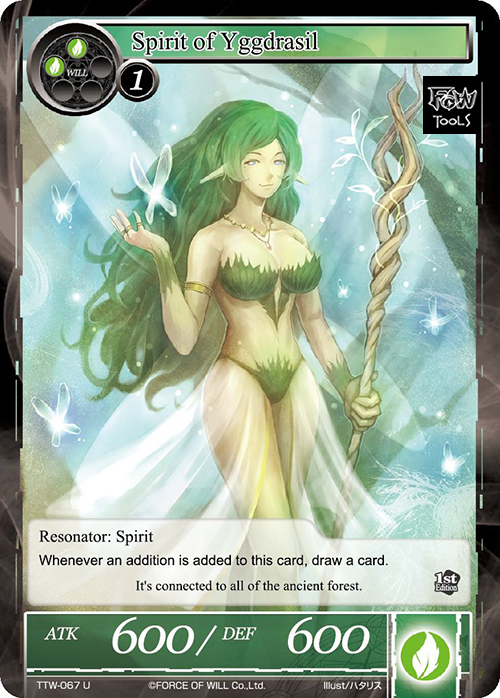 Spirit of Yggdrasil
WILL
1
FOW
TOOLS
Resonator: Spirit
Whenever an addition is added to this card, draw a card.
It's connected to all of the ancient forest.
1st
Edition
ATK 600 / DEF 600
TTW-067 U ©FORCE OF WILL Co.,Ltd. Illust/ハタリス